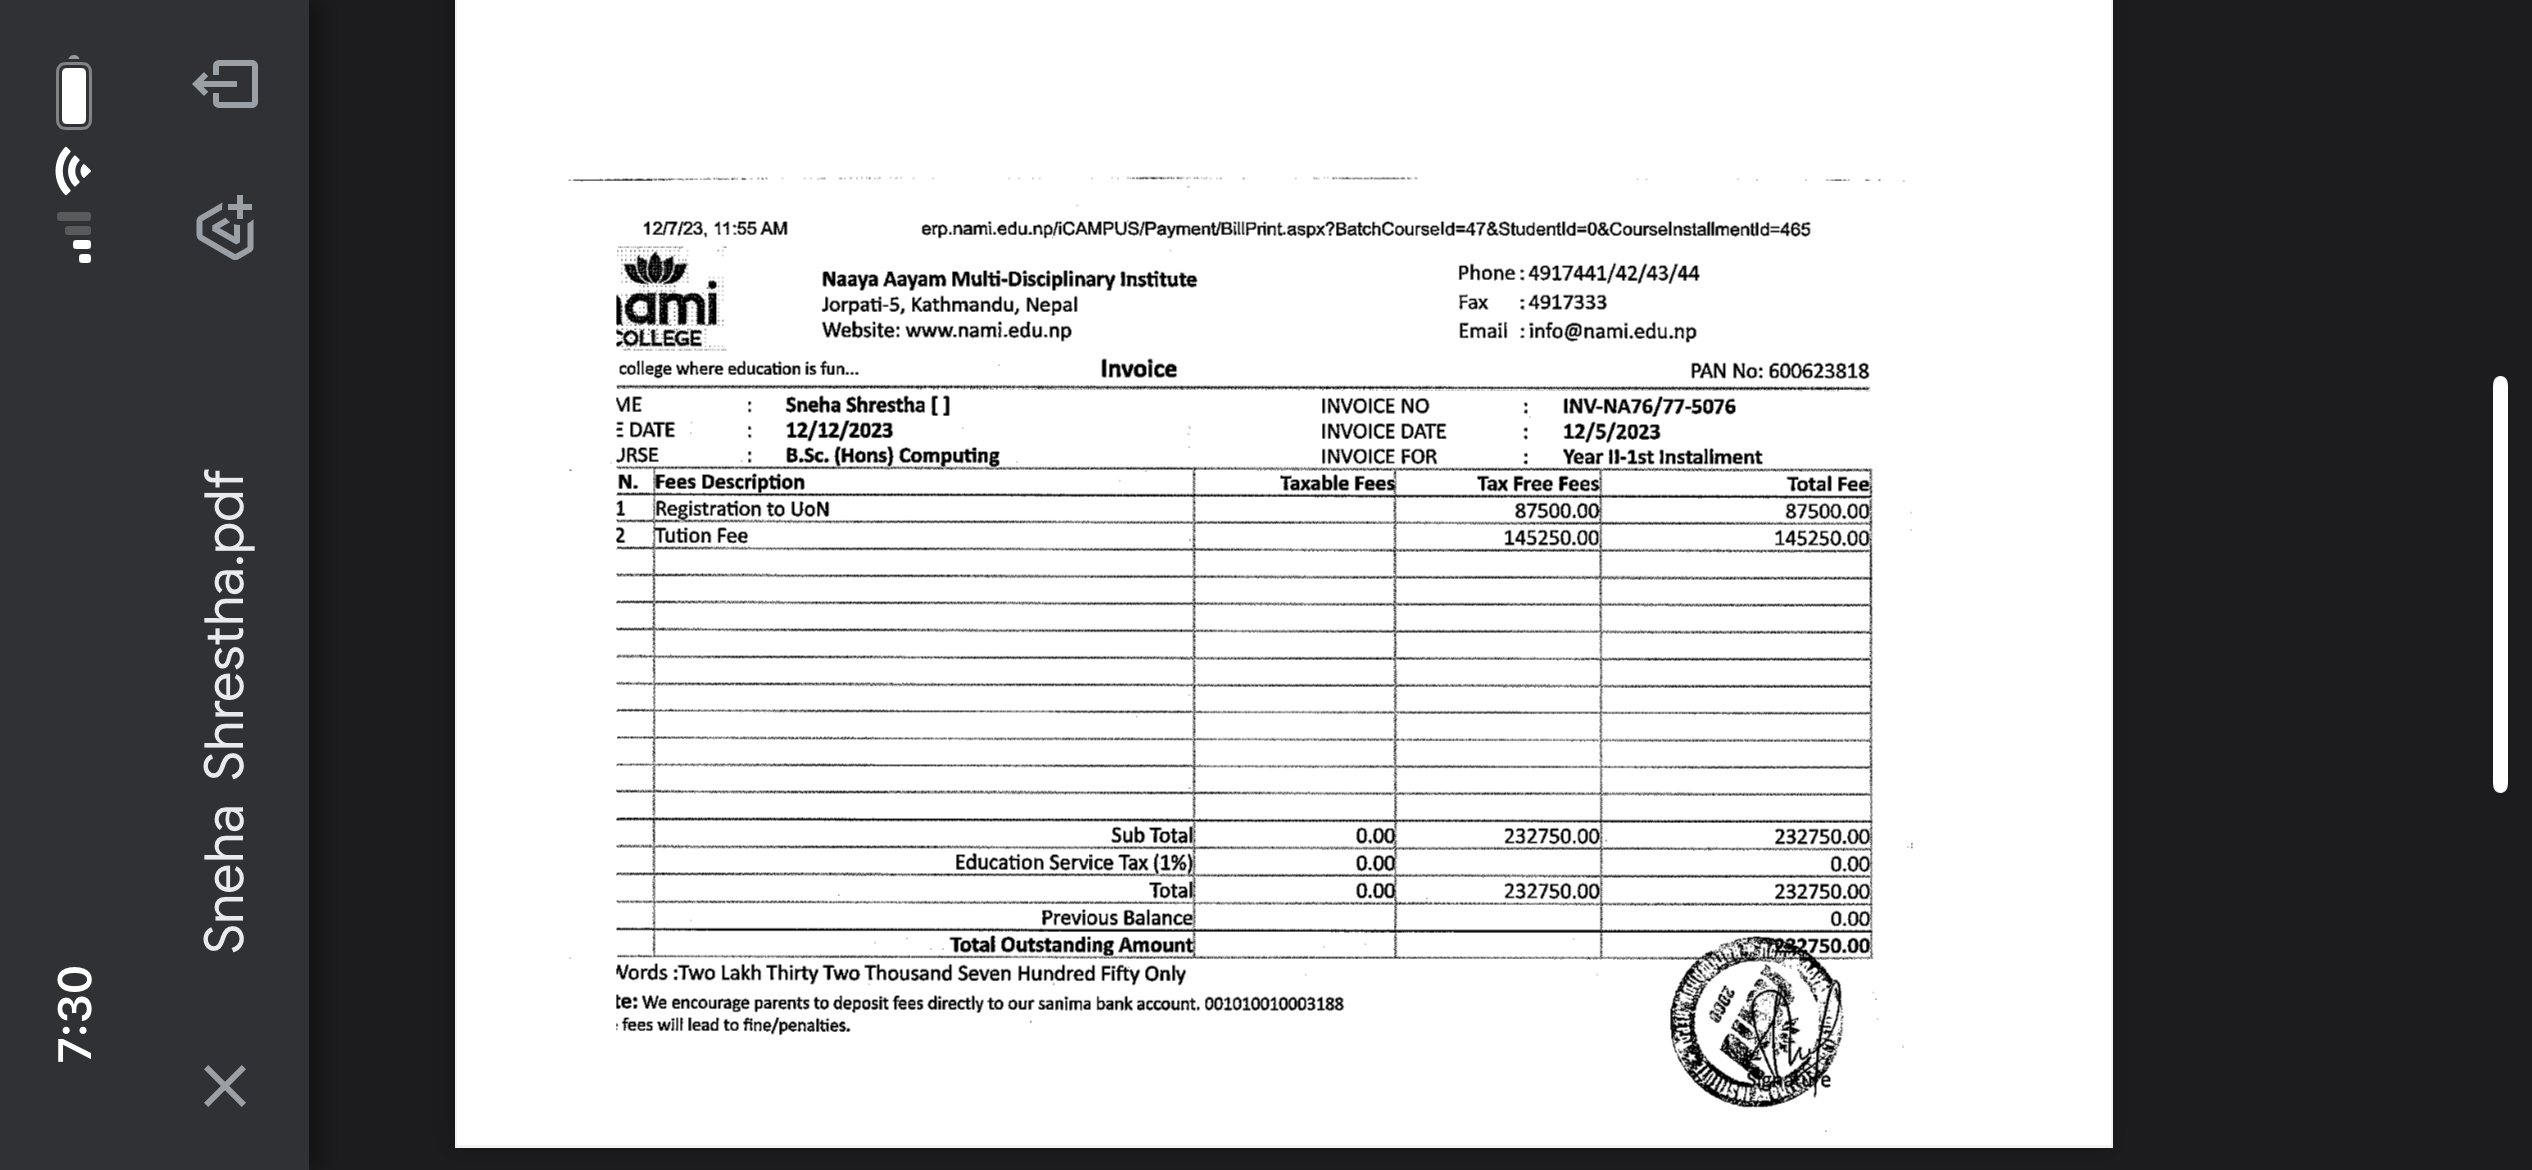 7:30
Sneha Shrestha.pdf
12/7/23, 11:55 AM erp.nami.edu.np/iCAMPUS/Payment/BillPrint.aspx?BatchCourseId=47&StudentId=0&CourseInstallmentId=465
nami
COLLEGE
Naaya Aayam Multi-Disciplinary Institute
Jorpati-5, Kathmandu, Nepal
Website: www.nami.edu.np
Phone : 4917441/42/43/44
Fax : 4917333
Email : info@nami.edu.np
college where education is fun... Invoice PAN No: 600623818
ME : Sneha Shrestha [ ] INVOICE NO : INV-NA76/77-5076
E DATE : 12/12/2023 INVOICE DATE : 12/5/2023
URSE : B.Sc. (Hons) Computing INVOICE FOR : Year II-1st Installment
N. Fees Description Taxable Fees Tax Free Fees Total Fee
1 Registration to UoN 87500.00 87500.00
2 Tution Fee 145250.00 145250.00
Sub Total 0.00 232750.00 232750.00
Education Service Tax (1%) 0.00 0.00
Total 0.00 232750.00 232750.00
Previous Balance 0.00
Total Outstanding Amount 232750.00
Words :Two Lakh Thirty Two Thousand Seven Hundred Fifty Only
te: We encourage parents to deposit fees directly to our sanima bank account. 001010010003188
fees will lead to fine/penalties.
2000
Signature